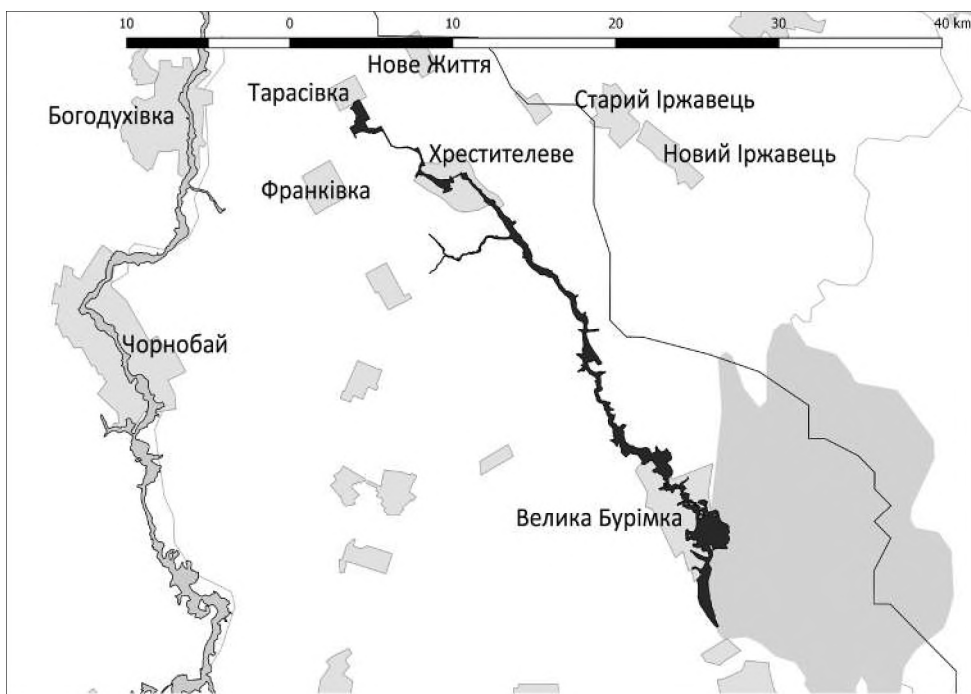 10 0 10 20 30 40 km
Нове Життя
Тарасівка
Старий Іржавець
Богодухівка
Хрестителеве
Новий Іржавець
Франківка
Чорнобай
Велика Бурімка